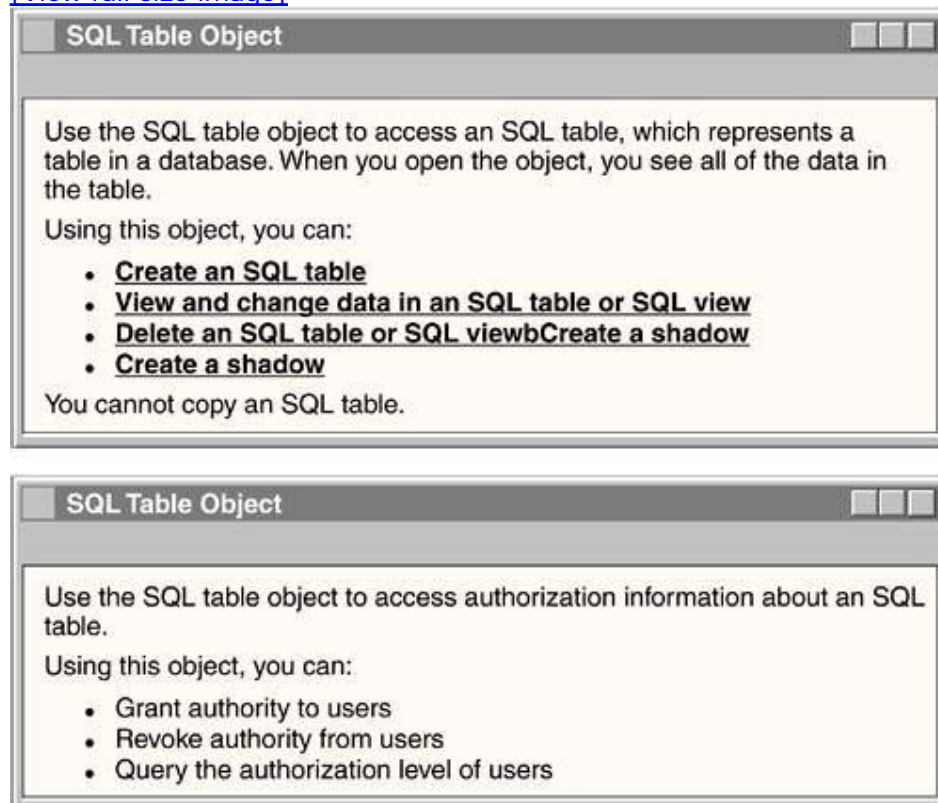 SQL Table Object
Use the SQL table object to access an SQL table, which represents a
table in a database. When you open the object, you see all of the data in
the table.
Using this object, you can:
• Create an SQL table
• View and change data in an SQL table or SQL view
• Delete an SQL table or SQL viewbCreate a shadow
• Create a shadow
You cannot copy an SQL table.
SQL Table Object
Use the SQL table object to access authorization information about an SQL
table.
Using this object, you can:
• Grant authority to users
• Revoke authority from users
• Query the authorization level of users